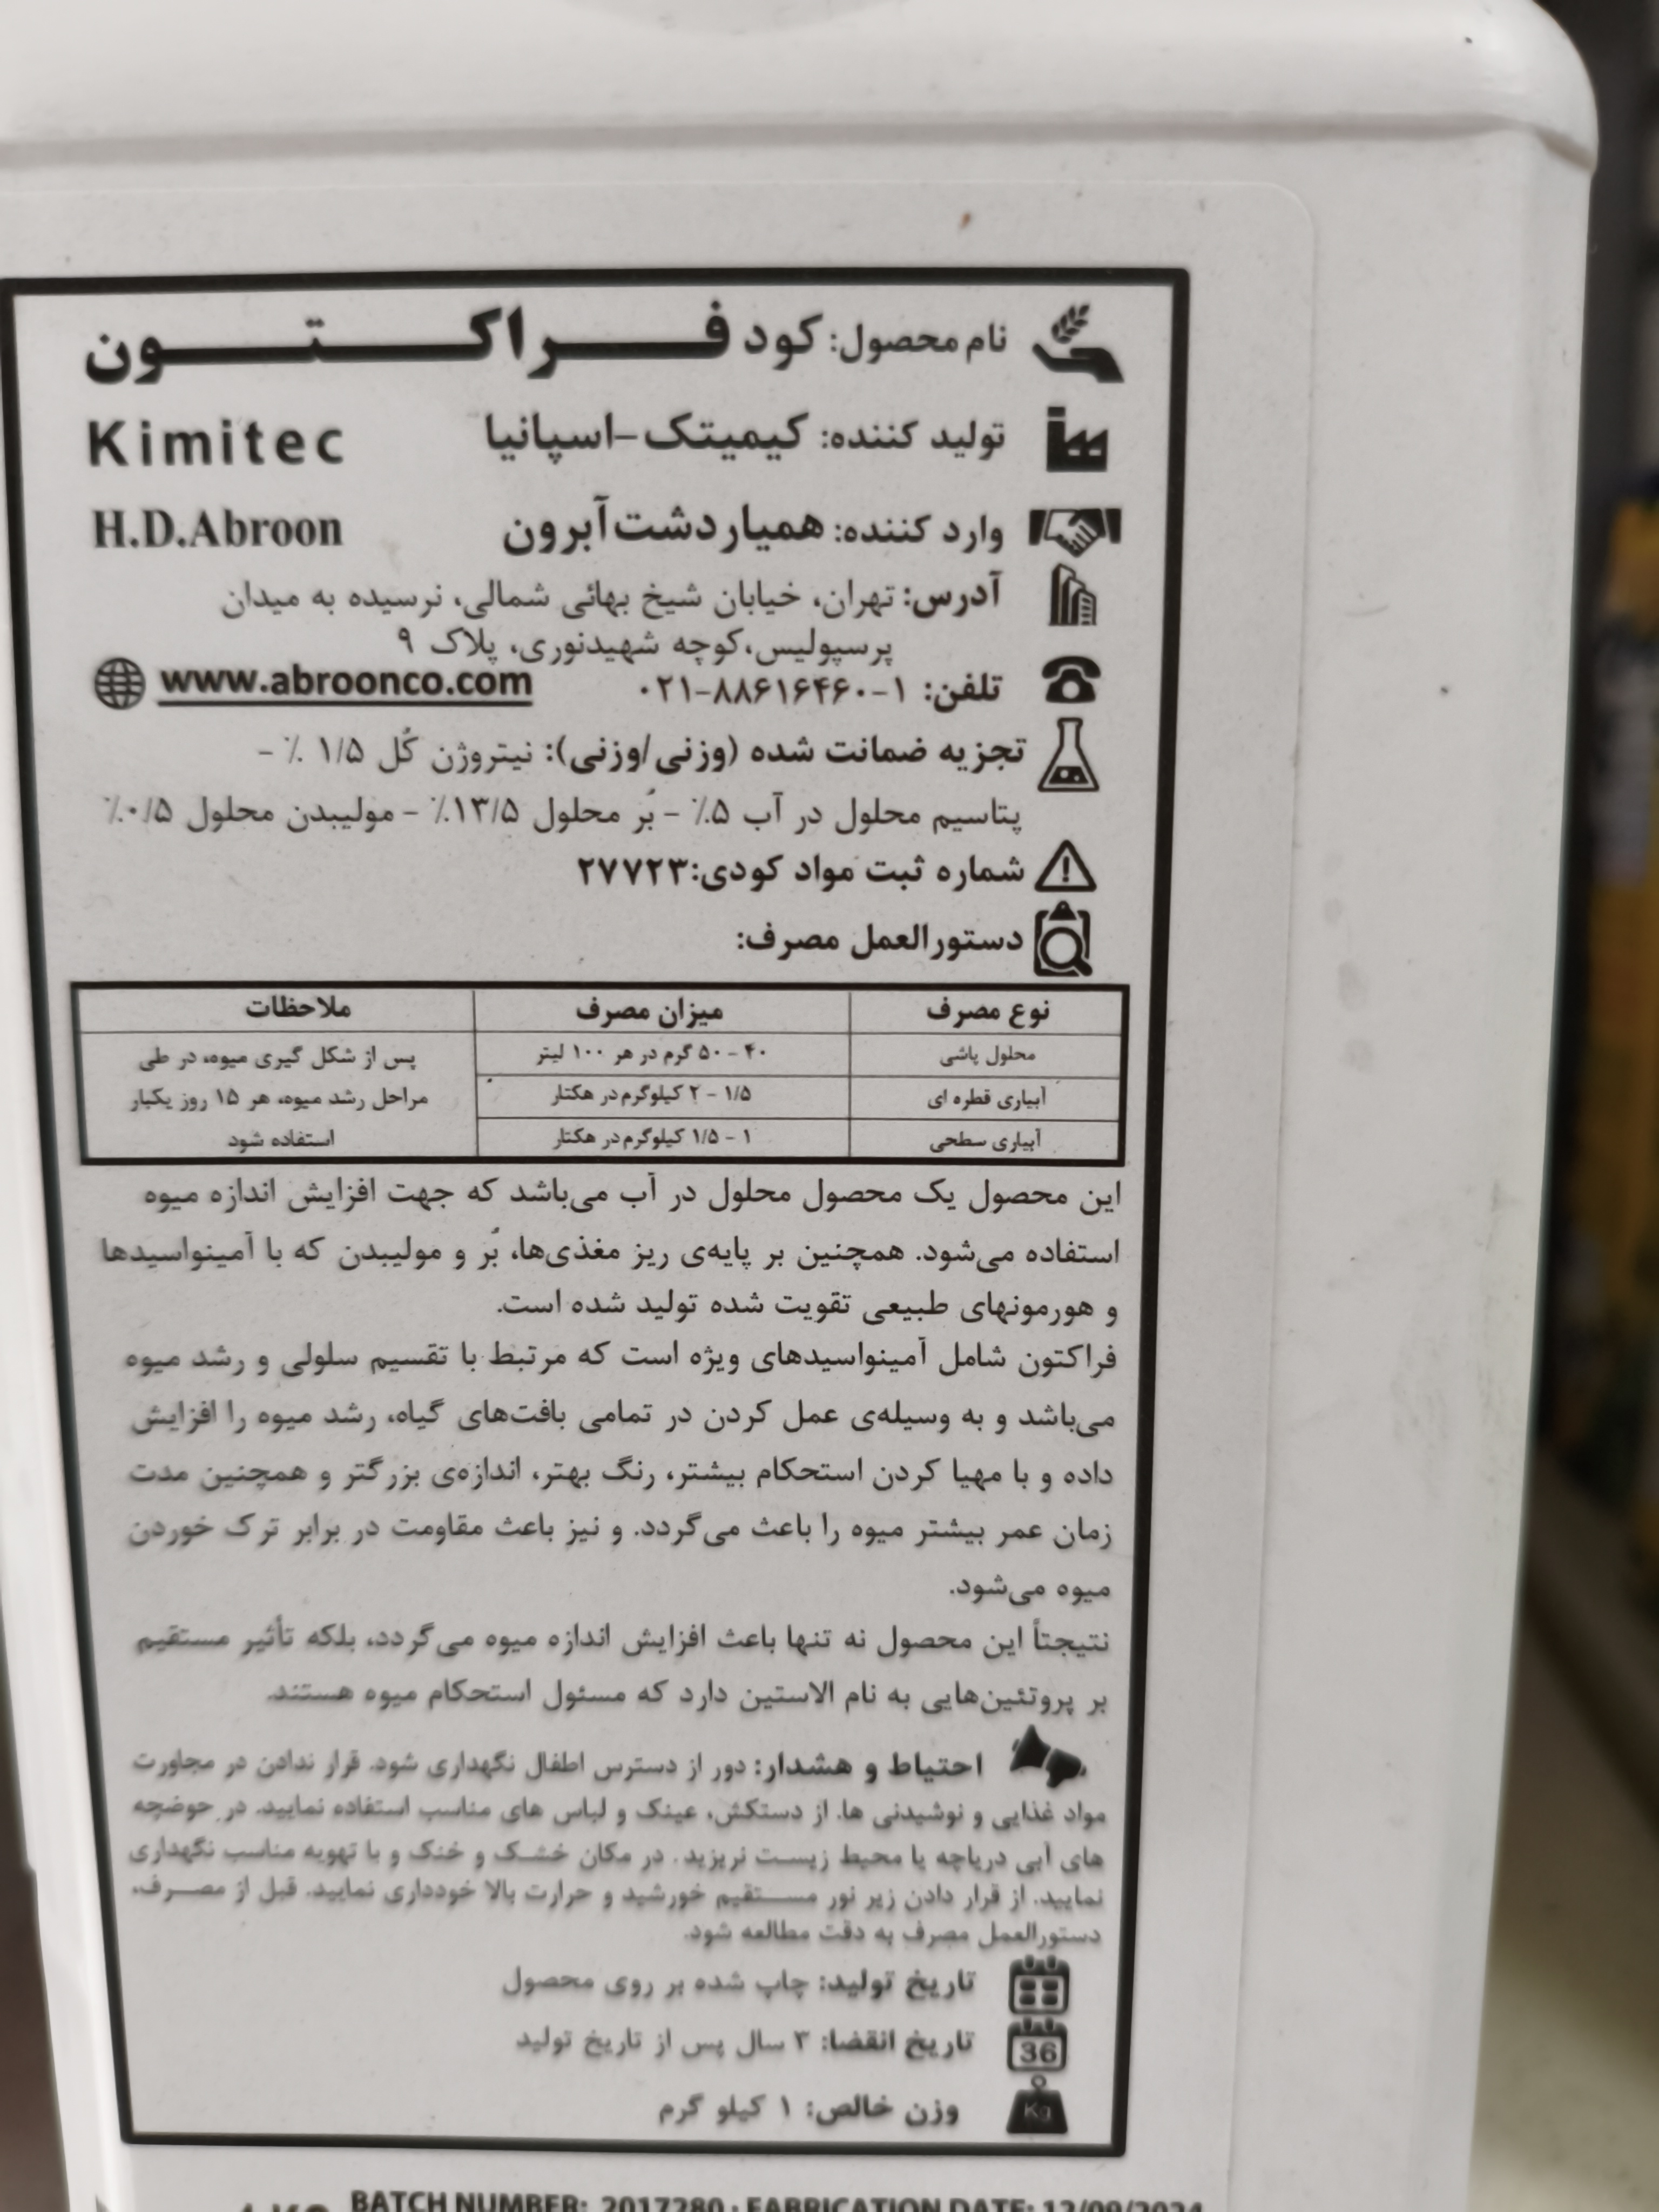 نام محصول: کود فـــراکـــتـــون
تولید کننده: کیمیتک-اسپانیا Kimitec
وارد کننده: همیار دشت آبرون H.D.Abroon
آدرس: تهران، خیابان شیخ بهائی شمالی، نرسیده به میدان
پرسپولیس،کوچه شهیدنوری، پلاک ۹
تلفن: ۱-۰۲۱-۸۸۶۱۶۴۶۰ www.abroonco.com
تجزیه ضمانت شده (وزنی/وزنی): نیتروژن کُل ۱/۵ ٪ -
پتاسیم محلول در آب ۵٪ - بُر محلول ۱۳/۵٪ - مولیبدن محلول ۰/۵٪
شماره ثبت مواد کودی:۲۷۷۲۳
دستورالعمل مصرف:
نوع مصرف میزان مصرف ملاحظات
محلول پاشی ۴۰ - ۵۰ گرم در هر ۱۰۰ لیتر پس از شکل گیری میوه، در طی
آبیاری قطره ای ۱/۵ - ۲ کیلوگرم در هکتار مراحل رشد میوه، هر ۱۵ روز یکبار
آبیاری سطحی ۱ - ۱/۵ کیلوگرم در هکتار استفاده شود
این محصول یک محصول محلول در آب می‌باشد که جهت افزایش اندازه میوه
استفاده می‌شود. همچنین بر پایه‌ی ریز مغذی‌ها، بُر و مولیبدن که با آمینواسیدها
و هورمونهای طبیعی تقویت شده تولید شده است.
فراکتون شامل آمینواسیدهای ویژه است که مرتبط با تقسیم سلولی و رشد میوه
می‌باشد و به وسیله‌ی عمل کردن در تمامی بافت‌های گیاه، رشد میوه را افزایش
داده و با مهیا کردن استحکام بیشتر، رنگ بهتر، اندازه‌ی بزرگتر و همچنین مدت
زمان عمر بیشتر میوه را باعث می‌گردد. و نیز باعث مقاومت در برابر ترک خوردن
میوه می‌شود.
نتیجتاً این محصول نه تنها باعث افزایش اندازه میوه می‌گردد، بلکه تأثیر مستقیم
بر پروتئین‌هایی به نام الاستین دارد که مسئول استحکام میوه هستند.
احتیاط و هشدار: دور از دسترس اطفال نگهداری شود. قرار ندادن در مجاورت
مواد غذایی و نوشیدنی ها. از دستکش، عینک و لباس های مناسب استفاده نمایید. در حوضچه
های آبی دریاچه یا محیط زیست نریزید. در مکان خشک و خنک و با تهویه مناسب نگهداری
نمایید. از قرار دادن زیر نور مستقیم خورشید و حرارت بالا خودداری نمایید. قبل از مصرف،
دستورالعمل مصرف به دقت مطالعه شود.
تاریخ تولید: چاپ شده بر روی محصول
36 تاریخ انقضا: ۳ سال پس از تاریخ تولید
Kg وزن خالص: ۱ کیلو گرم
BATCH NUMBER: 2017280 · FABRICATION DATE: 12/09/2024